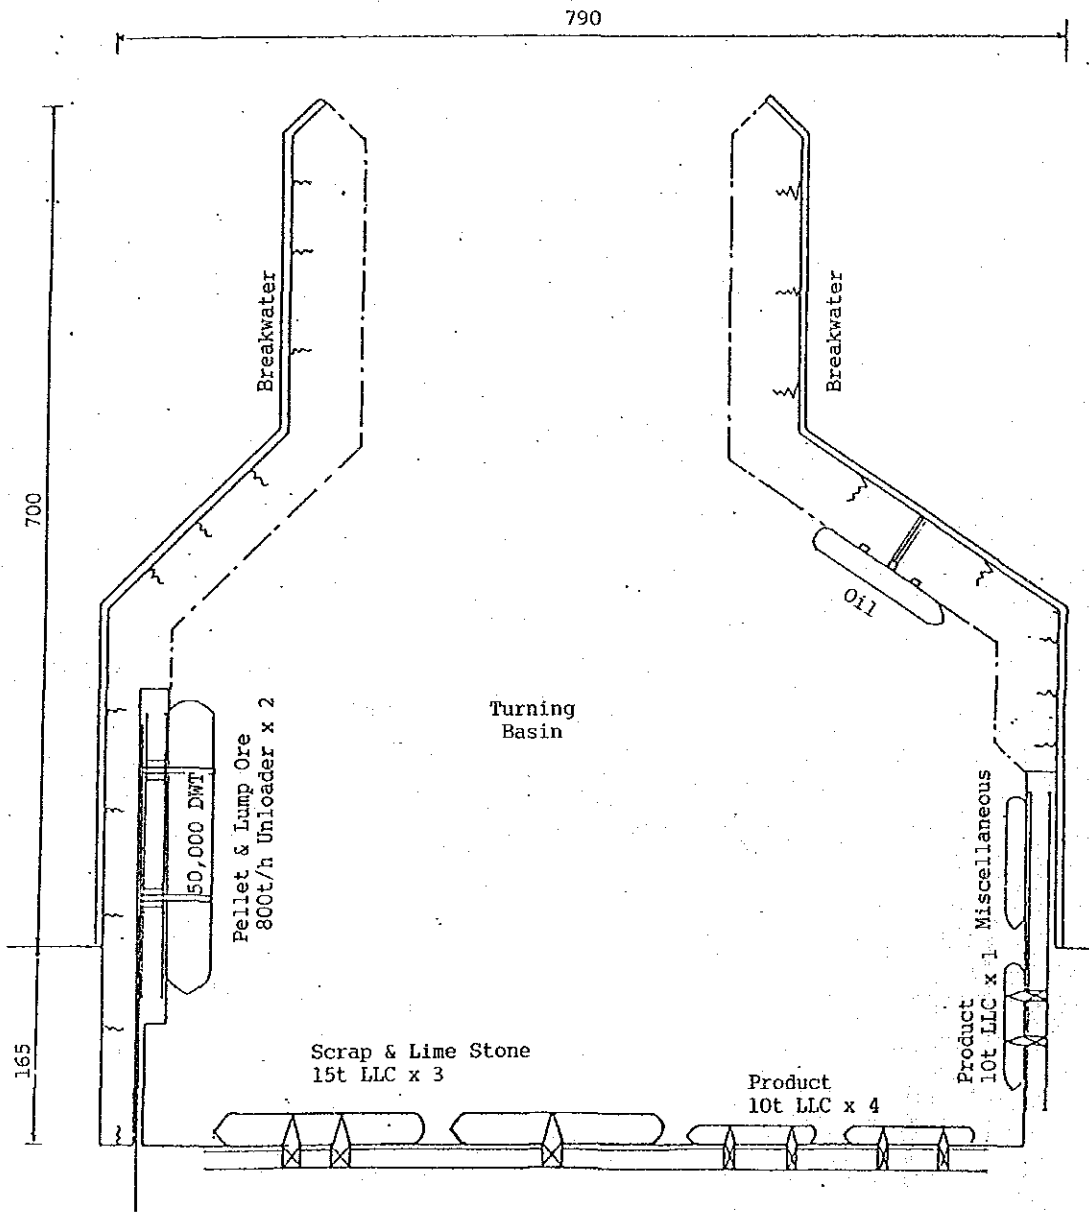 790
Breakwater
Breakwater
700
Oil
Turning
Basin
50,000 DWT
Pellet & Lump Ore
800t/h Unloader x 2
Miscellaneous
Product
10t LLC x 1
165
Scrap & Lime Stone
15t LLC x 3
Product
10t LLC x 4